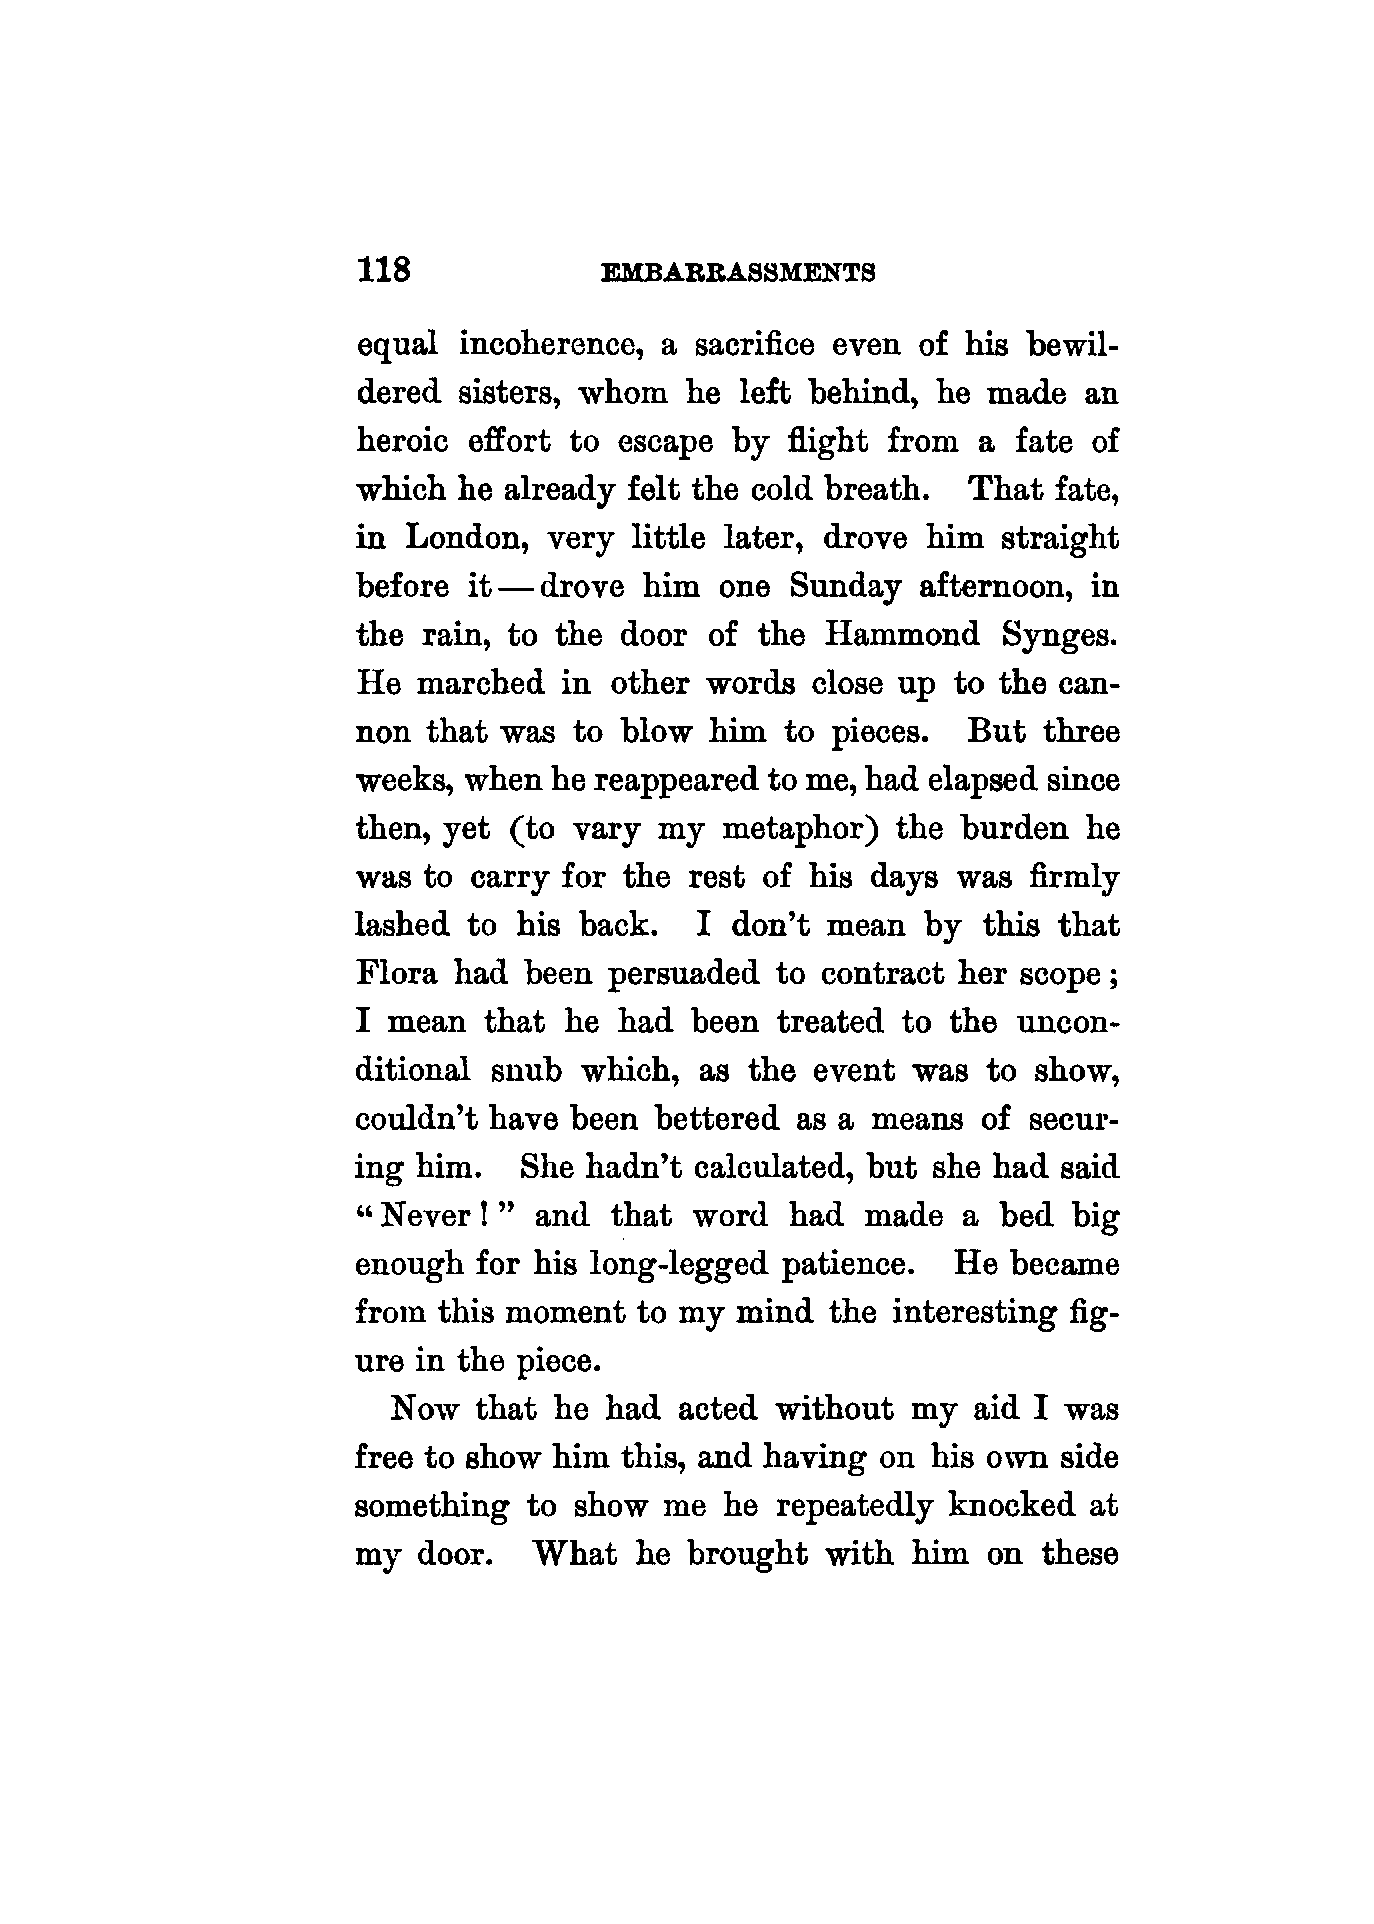 118 EMBARRASSMENTS
equal incoherence, a sacrifice even of his bewil-
dered sisters, whom he left behind, he made an
heroic effort to escape by flight from a fate of
which he already felt the cold breath. That fate,
in London, very little later, drove him straight
before it—drove him one Sunday afternoon, in
the rain, to the door of the Hammond Synges.
He marched in other words close up to the can-
non that was to blow him to pieces. But three
weeks, when he reappeared to me, had elapsed since
then, yet (to vary my metaphor) the burden he
was to carry for the rest of his days was firmly
lashed to his back. I don't mean by this that
Flora had been persuaded to contract her scope;
I mean that he had been treated to the uncon-
ditional snub which, as the event was to show,
couldn't have been bettered as a means of secur-
ing him. She hadn't calculated, but she had said
“Never!” and that word had made a bed big
enough for his long-legged patience. He became
from this moment to my mind the interesting fig-
ure in the piece.
Now that he had acted without my aid I was
free to show him this, and having on his own side
something to show me he repeatedly knocked at
my door. What he brought with him on these